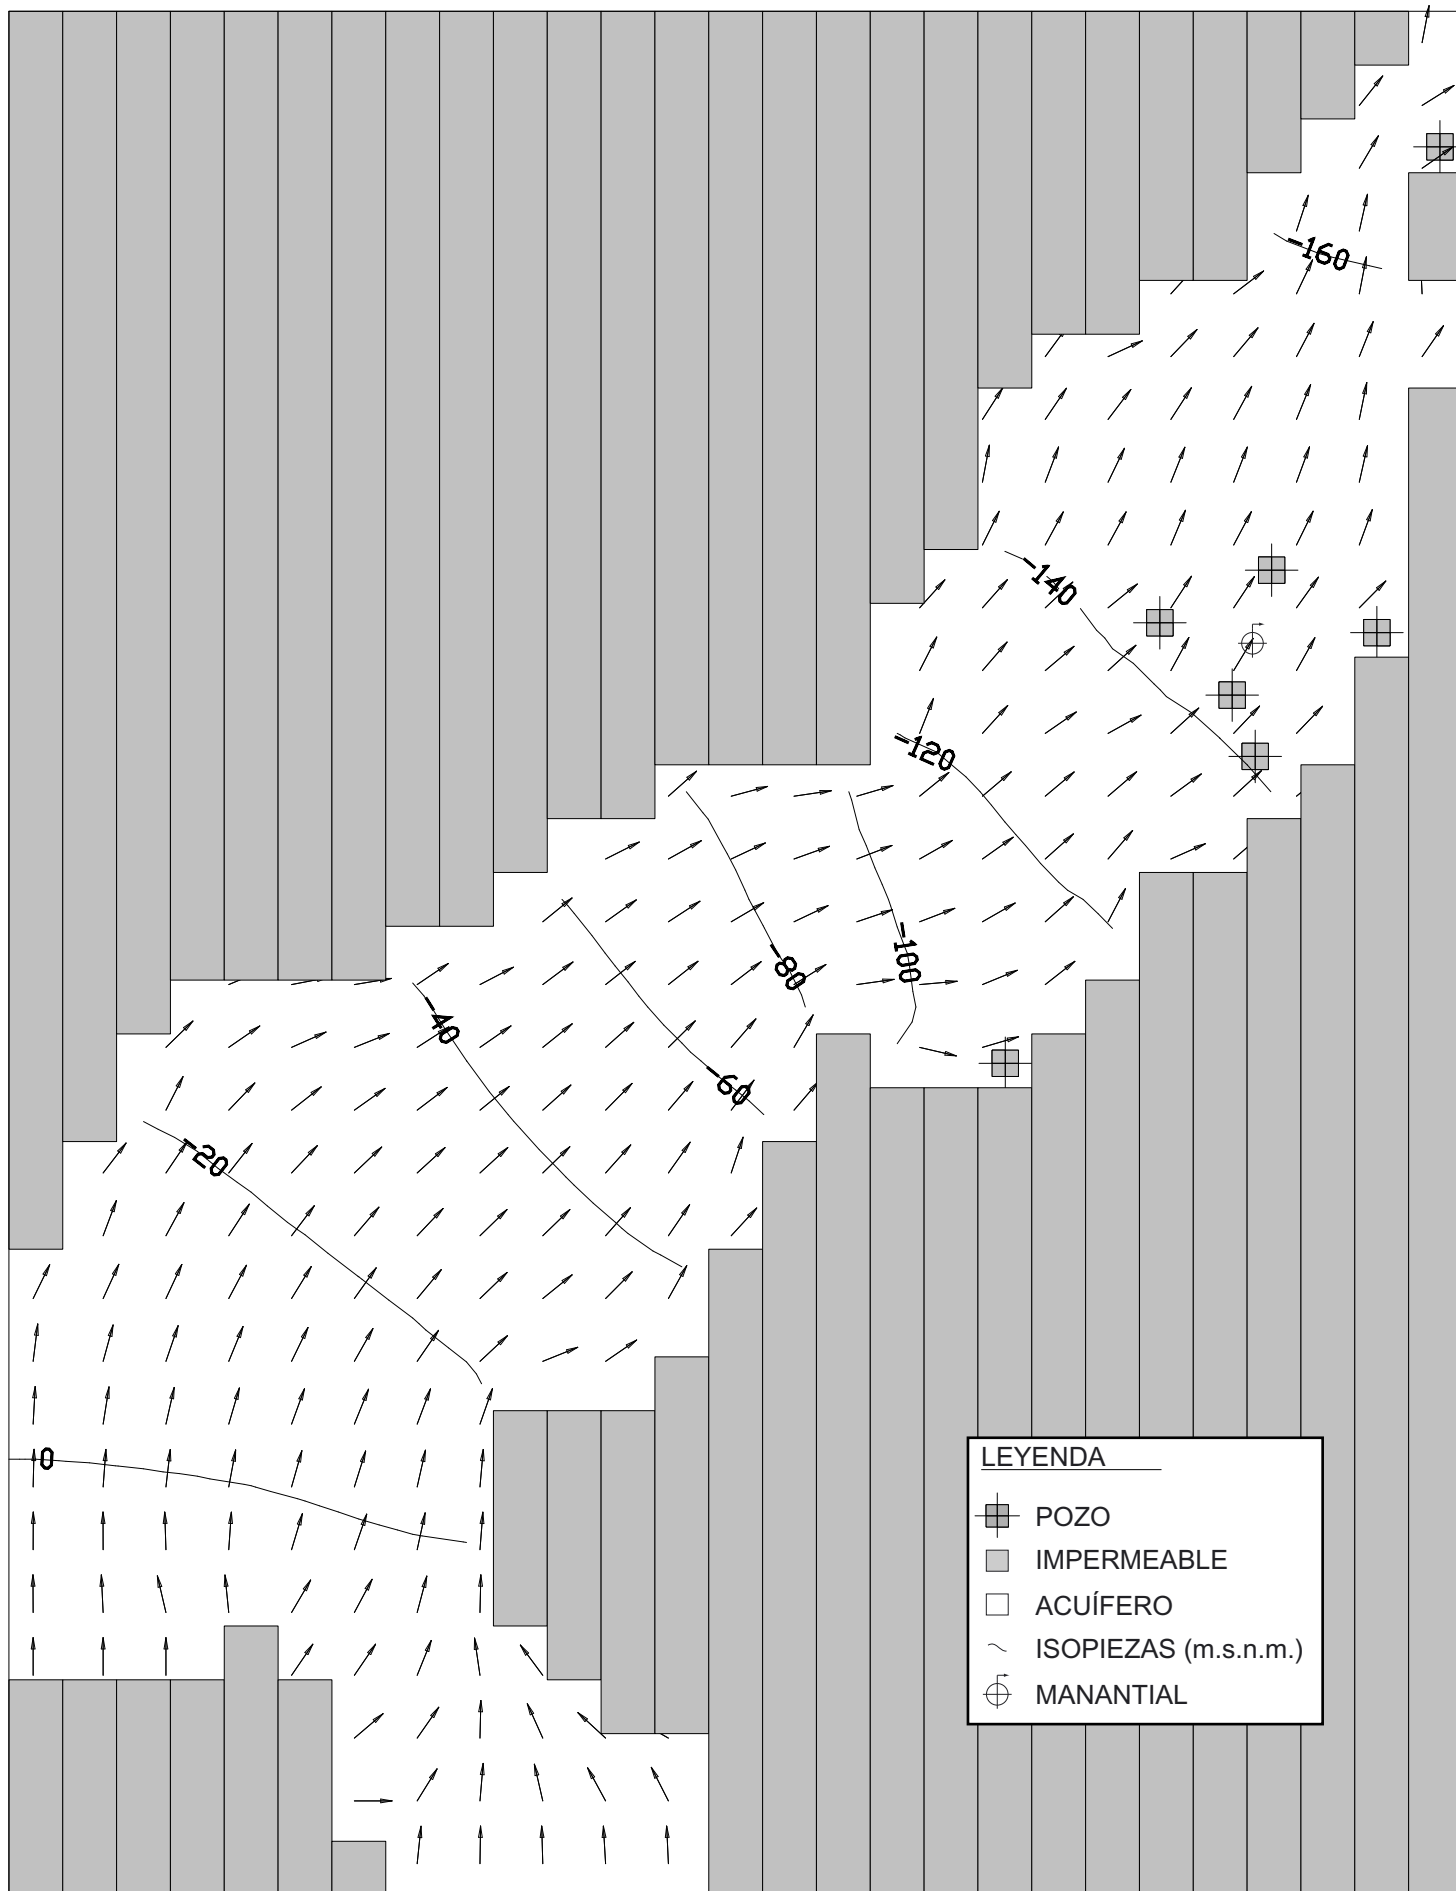 -160
-140
-120
-100
-80
-40
-60
-20
0
LEYENDA
POZO
IMPERMEABLE
ACUÍFERO
ISOPIEZAS (m.s.n.m.)
MANANTIAL